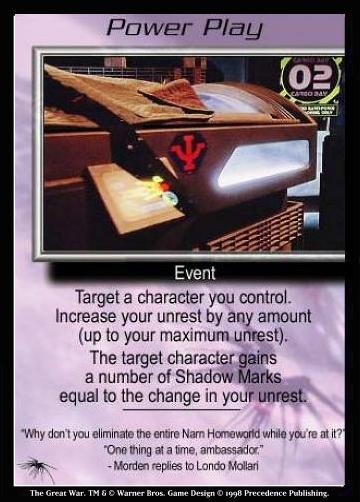 Power Play
CARGO BAY
02
CARGO BAY
Event
Target a character you control.
Increase your unrest by any amount
(up to your maximum unrest).
The target character gains
a number of Shadow Marks
equal to the change in your unrest.
"Why don't you eliminate the entire Narn Homeworld while you're at it?"
"One thing at a time, ambassador."
- Morden replies to Londo Mollari
The Great War. TM & © Warner Bros. Game Design © 1998 Precedence Publishing.